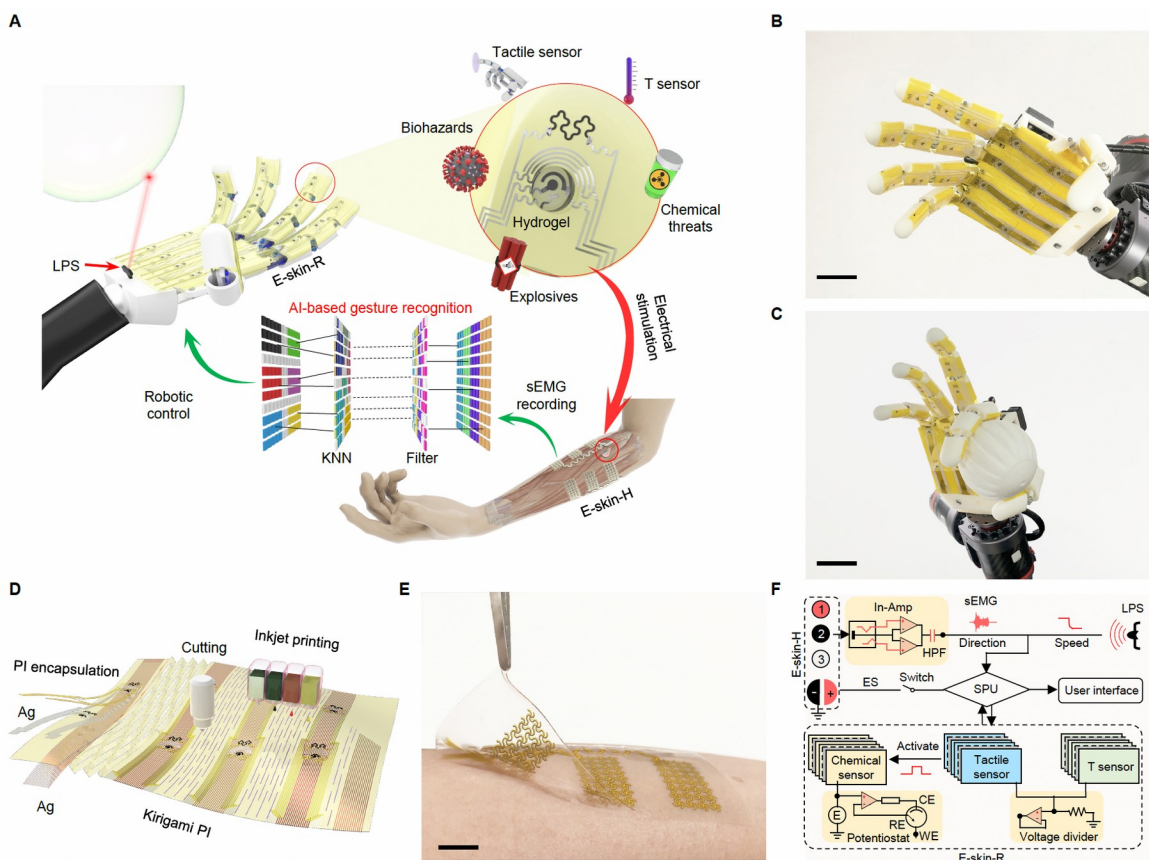 A
Tactile sensor
T sensor
Biohazards
Hydrogel
Chemical
threats
Explosives
LPS
E-skin-R
AI-based gesture recognition
Electrical
stimulation
Robotic
control
sEMG
recording
KNN
Filter
E-skin-H
B
C
D
Inkjet printing
Cutting
PI encapsulation
Ag
Ag
Kirigami PI
E
F
In-Amp
sEMG
LPS
1
2
3
HPF
Direction
Speed
E-skin-H
- +
ES
Switch
SPU
User interface
Chemical
sensor
Activate
Tactile
sensor
T sensor
E
CE
RE
WE
Potentiostat
Voltage divider
E-skin-R